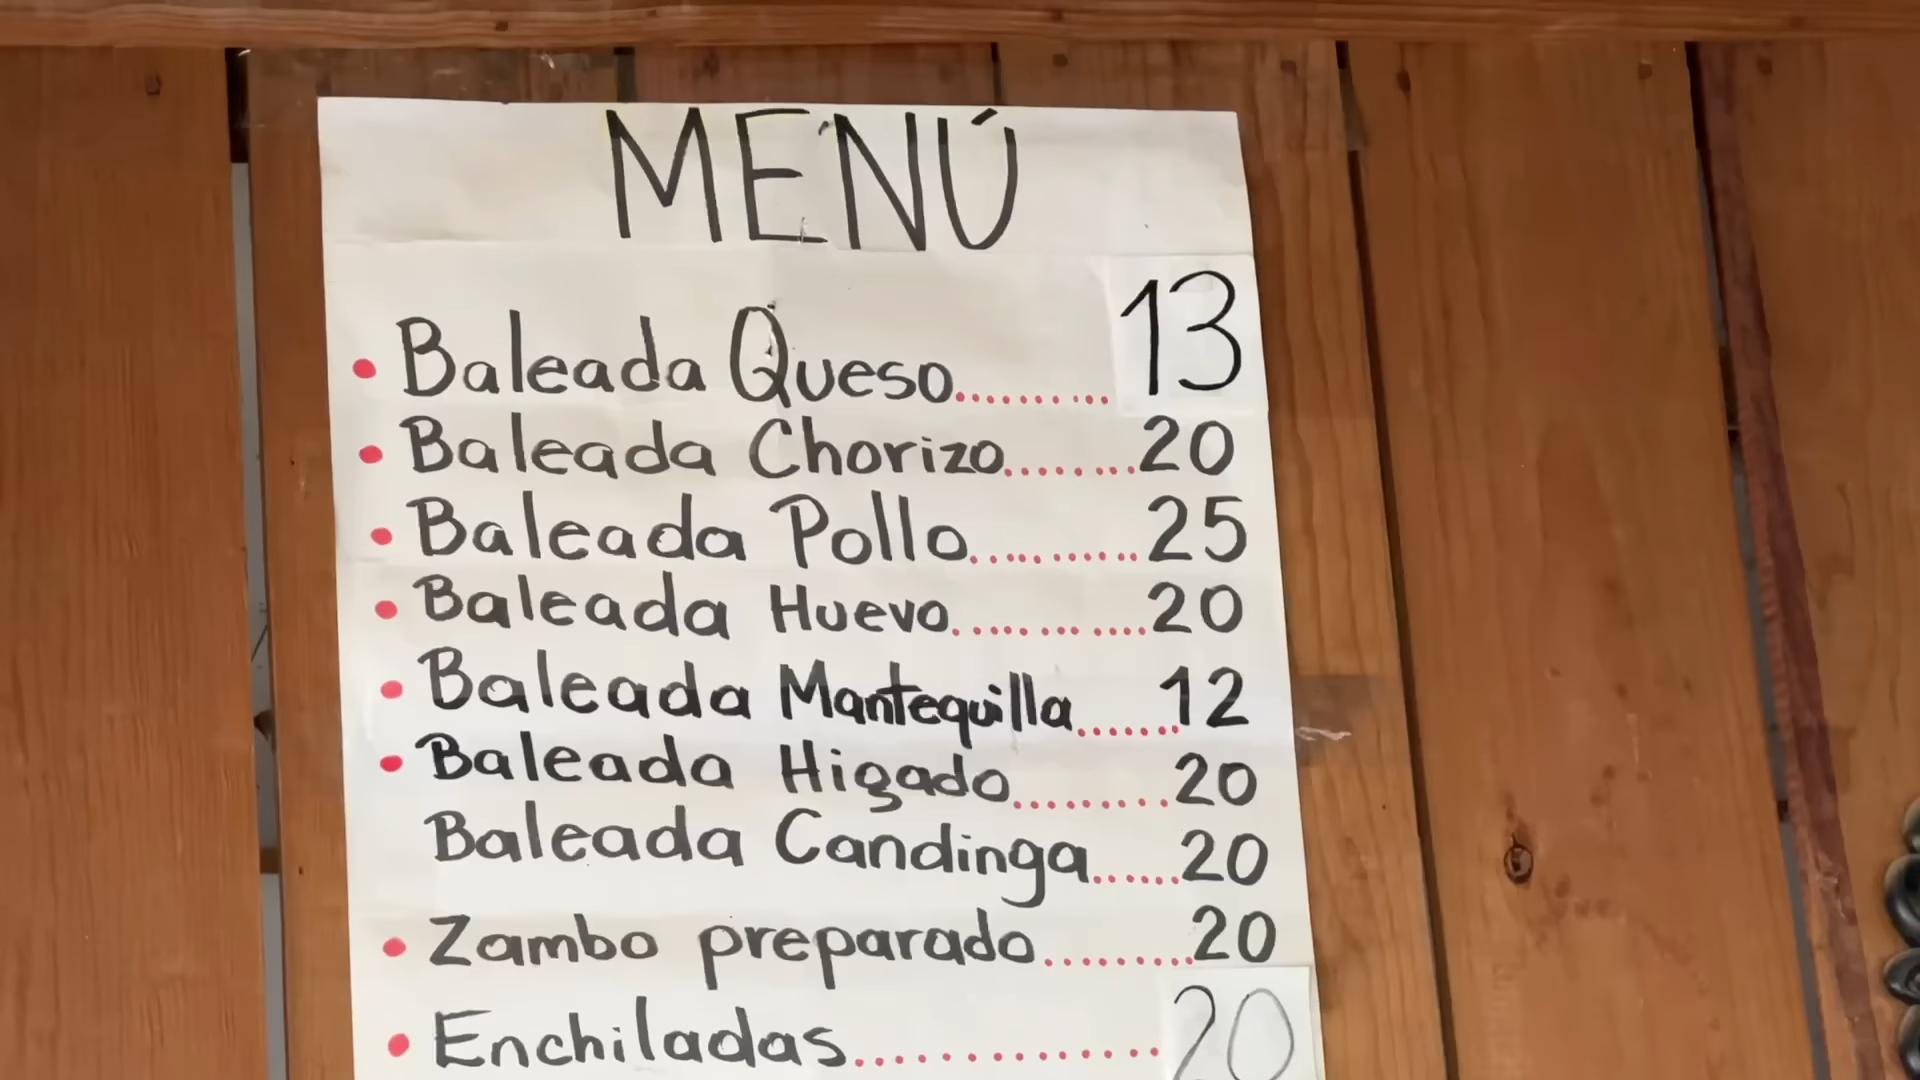 MENÚ
• Baleada Queso.......... 13
• Baleada Chorizo........20
• Baleada Pollo..........25
• Baleada Huevo...........20
• Baleada Mantequilla......12
• Baleada Higado.........20
Baleada Candinga......20
• Zambo preparado.........20
• Enchiladas.............. 20